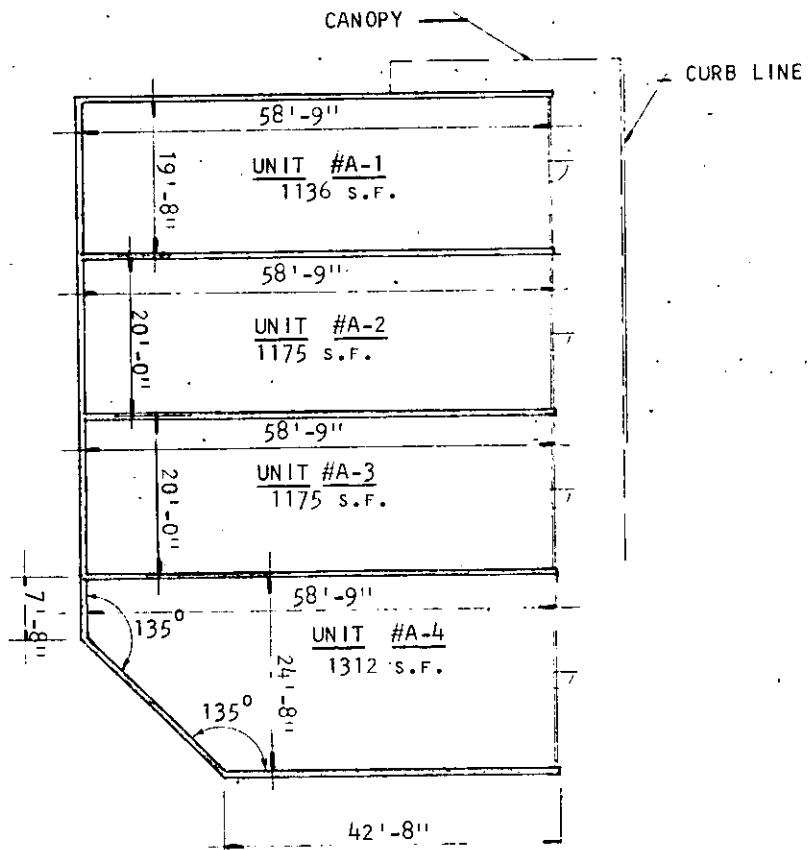 CANOPY
CURB LINE
58'-9"
19'-8"
UNIT #A-1
1136 S.F.
58'-9"
20'-0"
UNIT #A-2
1175 S.F.
58'-9"
20'-0"
UNIT #A-3
1175 S.F.
7'-8"
58'-9"
135°
UNIT #A-4
1312 S.F.
24'-8"
135°
42'-8"